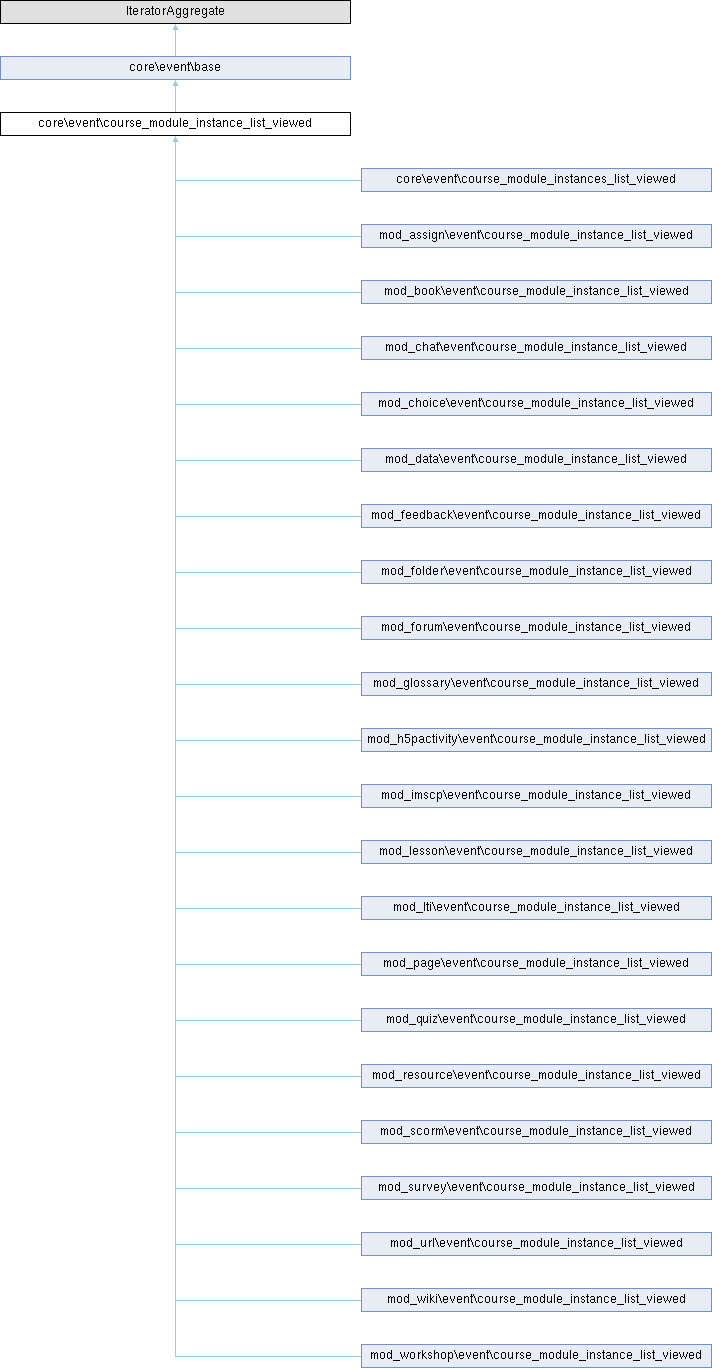 IteratorAggregate
core\event\base
core\event\course_module_instance_list_viewed
core\event\course_module_instances_list_viewed
mod_assign\event\course_module_instance_list_viewed
mod_book\event\course_module_instance_list_viewed
mod_chat\event\course_module_instance_list_viewed
mod_choice\event\course_module_instance_list_viewed
mod_data\event\course_module_instance_list_viewed
mod_feedback\event\course_module_instance_list_viewed
mod_folder\event\course_module_instance_list_viewed
mod_forum\event\course_module_instance_list_viewed
mod_glossary\event\course_module_instance_list_viewed
mod_h5pactivity\event\course_module_instance_list_viewed
mod_imscp\event\course_module_instance_list_viewed
mod_lesson\event\course_module_instance_list_viewed
mod_lti\event\course_module_instance_list_viewed
mod_page\event\course_module_instance_list_viewed
mod_quiz\event\course_module_instance_list_viewed
mod_resource\event\course_module_instance_list_viewed
mod_scorm\event\course_module_instance_list_viewed
mod_survey\event\course_module_instance_list_viewed
mod_url\event\course_module_instance_list_viewed
mod_wiki\event\course_module_instance_list_viewed
mod_workshop\event\course_module_instance_list_viewed